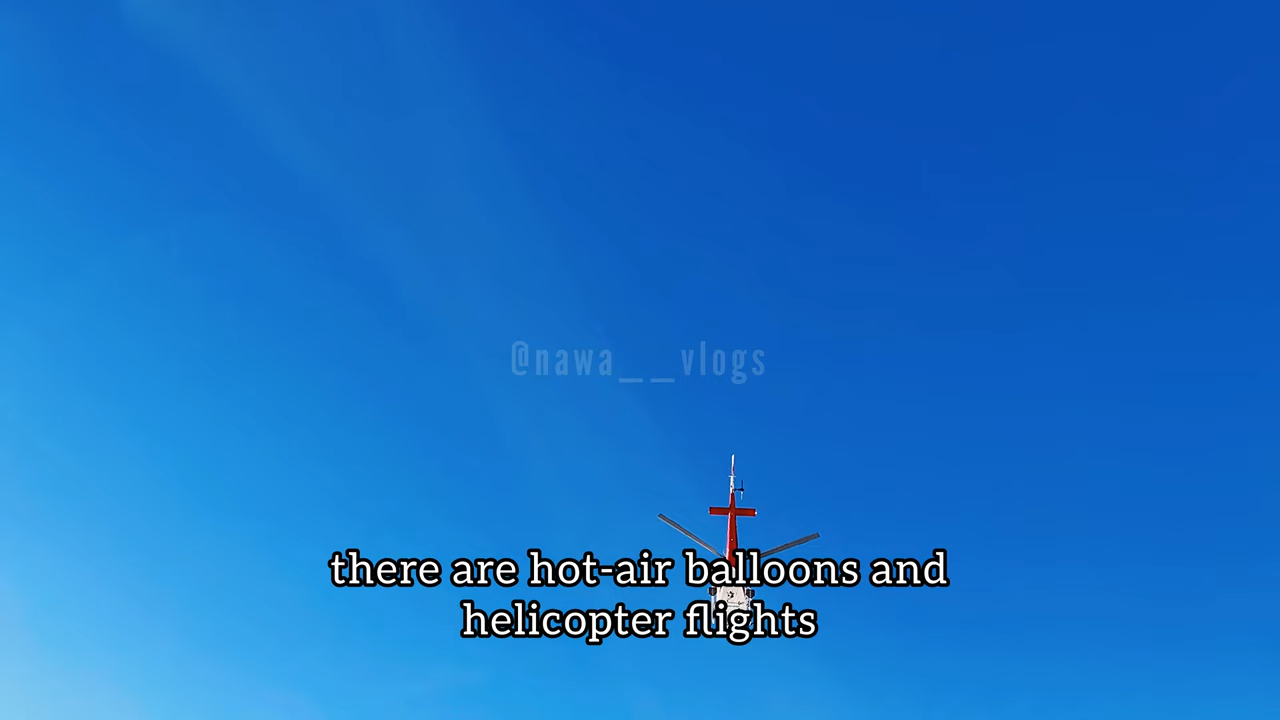 @nawa__vlogs
there are hot-air balloons and
helicopter flights